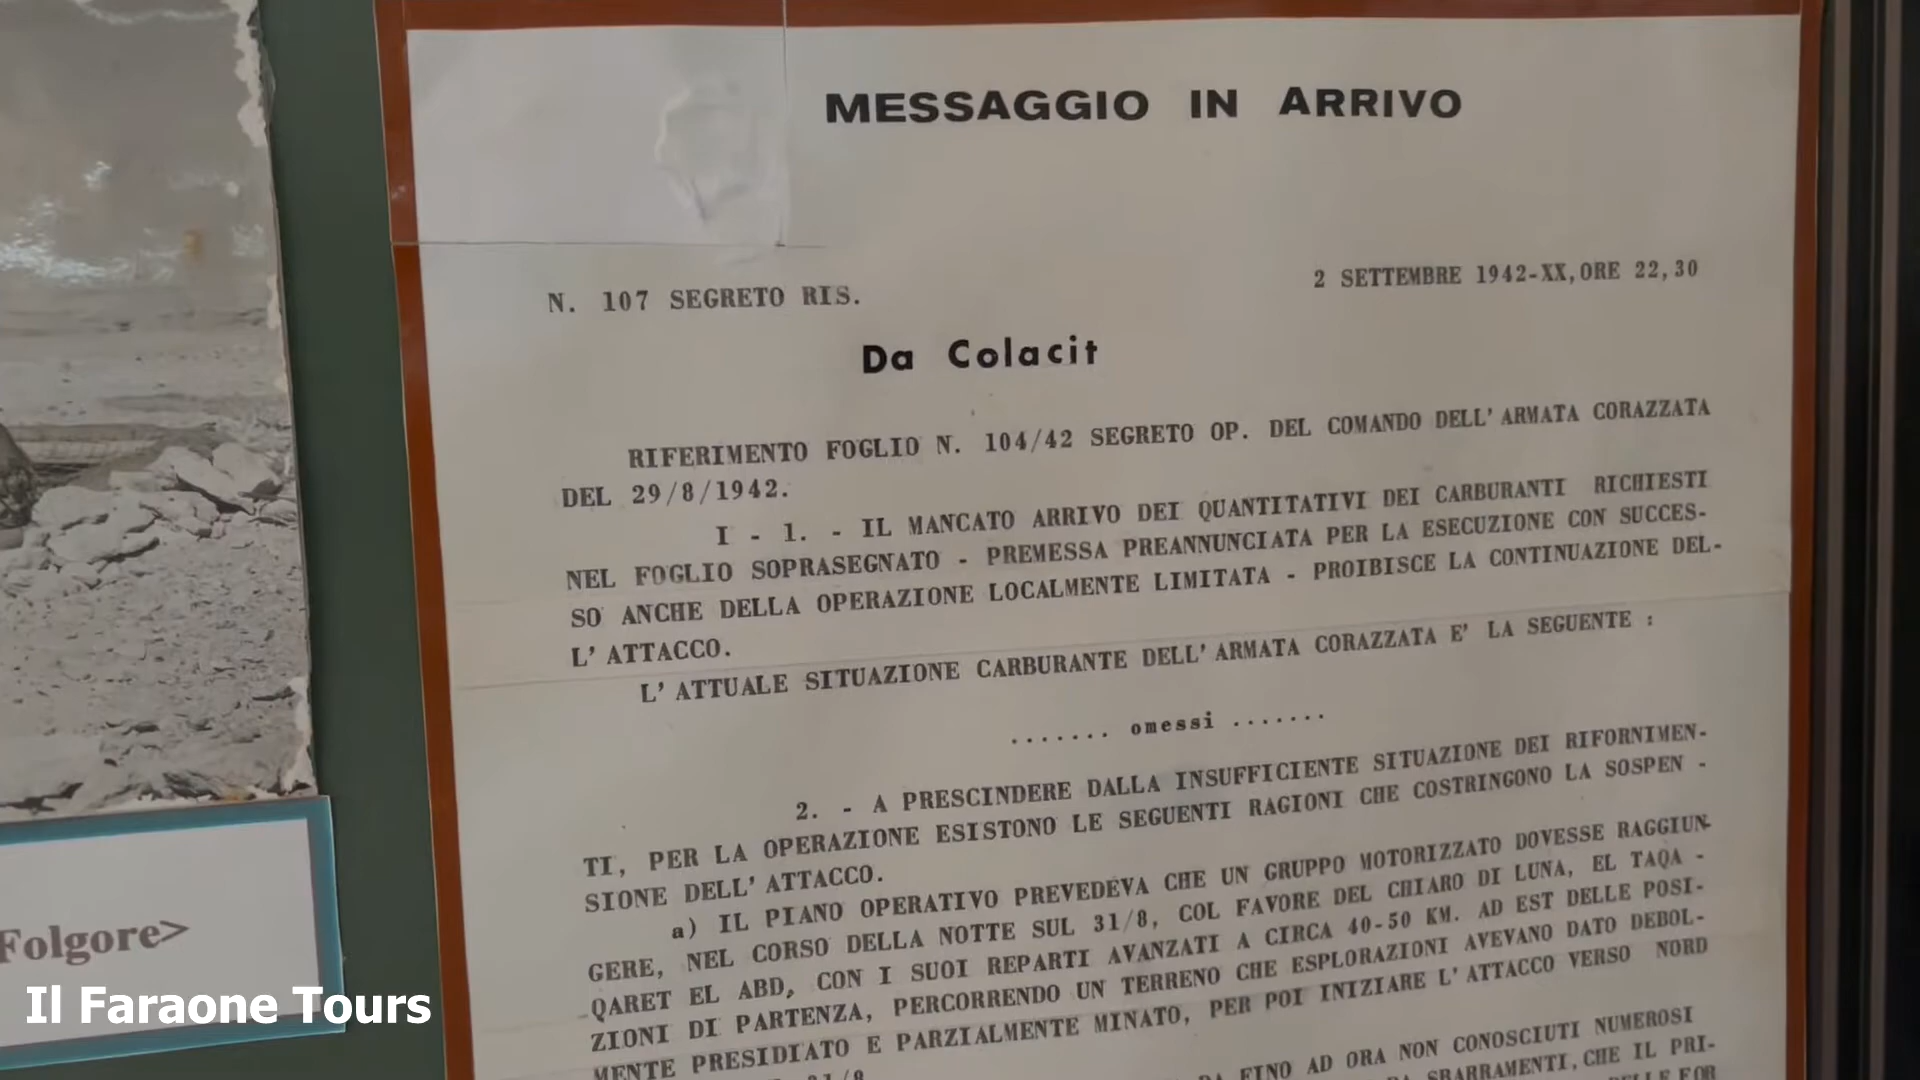 MESSAGGIO IN ARRIVO
N. 107 SEGRETO RIS.
2 SETTEMBRE 1942-XX, ORE 22,30
Da Colacit
RIFERIMENTO FOGLIO N. 104/42 SEGRETO OP. DEL COMANDO DELL'ARMATA CORAZZATA
DEL 29/8/1942.
I - 1. - IL MANCATO ARRIVO DEI QUANTITATIVI DEI CARBURANTI RICHIESTI
NEL FOGLIO SOPRASEGNATO - PREMESSA PREANNUNCIATA PER LA ESECUZIONE CON SUCCES-
SO ANCHE DELLA OPERAZIONE LOCALMENTE LIMITATA - PROIBISCE LA CONTINUAZIONE DEL-
L'ATTACCO.
L'ATTUALE SITUAZIONE CARBURANTE DELL'ARMATA CORAZZATA E' LA SEGUENTE :
....... omessi .......
2. - A PRESCINDERE DALLA INSUFFICIENTE SITUAZIONE DEI RIFORNIMEN-
TI, PER LA OPERAZIONE ESISTONO LE SEGUENTI RAGIONI CHE COSTRINGONO LA SOSPEN -
SIONE DELL'ATTACCO.
a) IL PIANO OPERATIVO PREVEDEVA CHE UN GRUPPO MOTORIZZATO DOVESSE RAGGIUN-
GERE, NEL CORSO DELLA NOTTE SUL 31/8, COL FAVORE DEL CHIARO DI LUNA, EL TAQA -
QARET EL ABD, CON I SUOI REPARTI AVANZATI A CIRCA 40-50 KM. AD EST DELLE POSI-
ZIONI DI PARTENZA, PERCORRENDO UN TERRENO CHE ESPLORAZIONI AVEVANO DATO DEBOL-
MENTE PRESIDIATO E PARZIALMENTE MINATO, PER POI INIZIARE L'ATTACCO VERSO NORD
FINO AD ORA NON CONOSCIUTI NUMEROSI
SBARRAMENTI, CHE IL PRI-
Folgore>
Il Faraone Tours